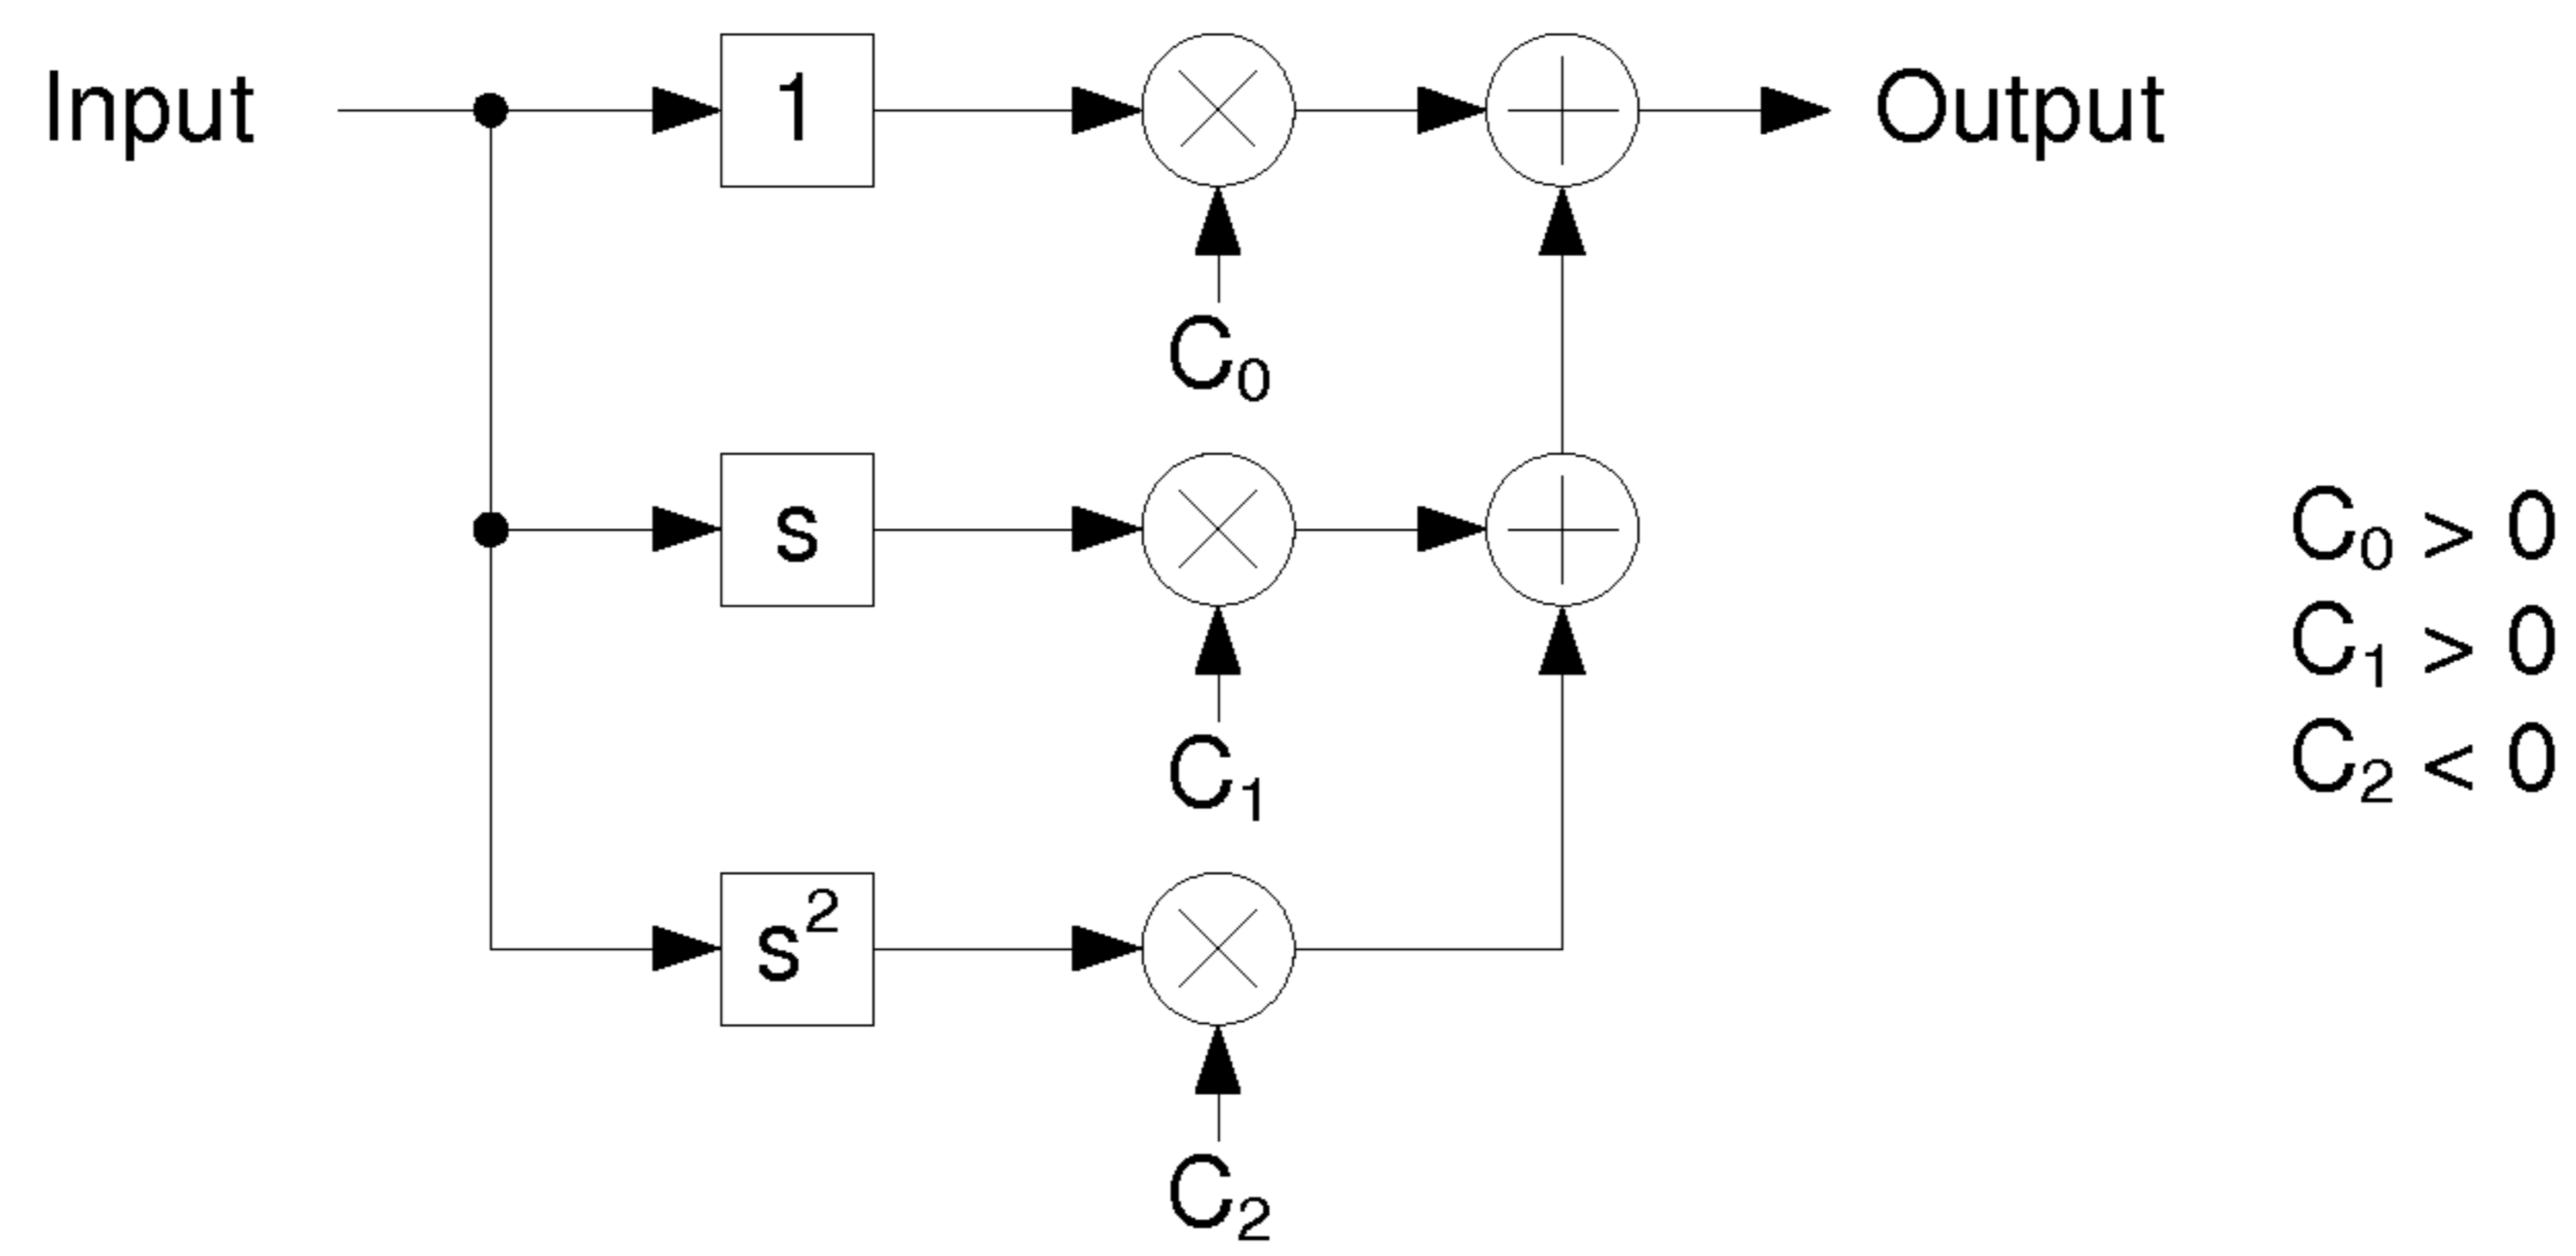 Input
1
Output
C₀
s
C₁
C₀ > 0
C₁ > 0
C₂ < 0
s²
C₂